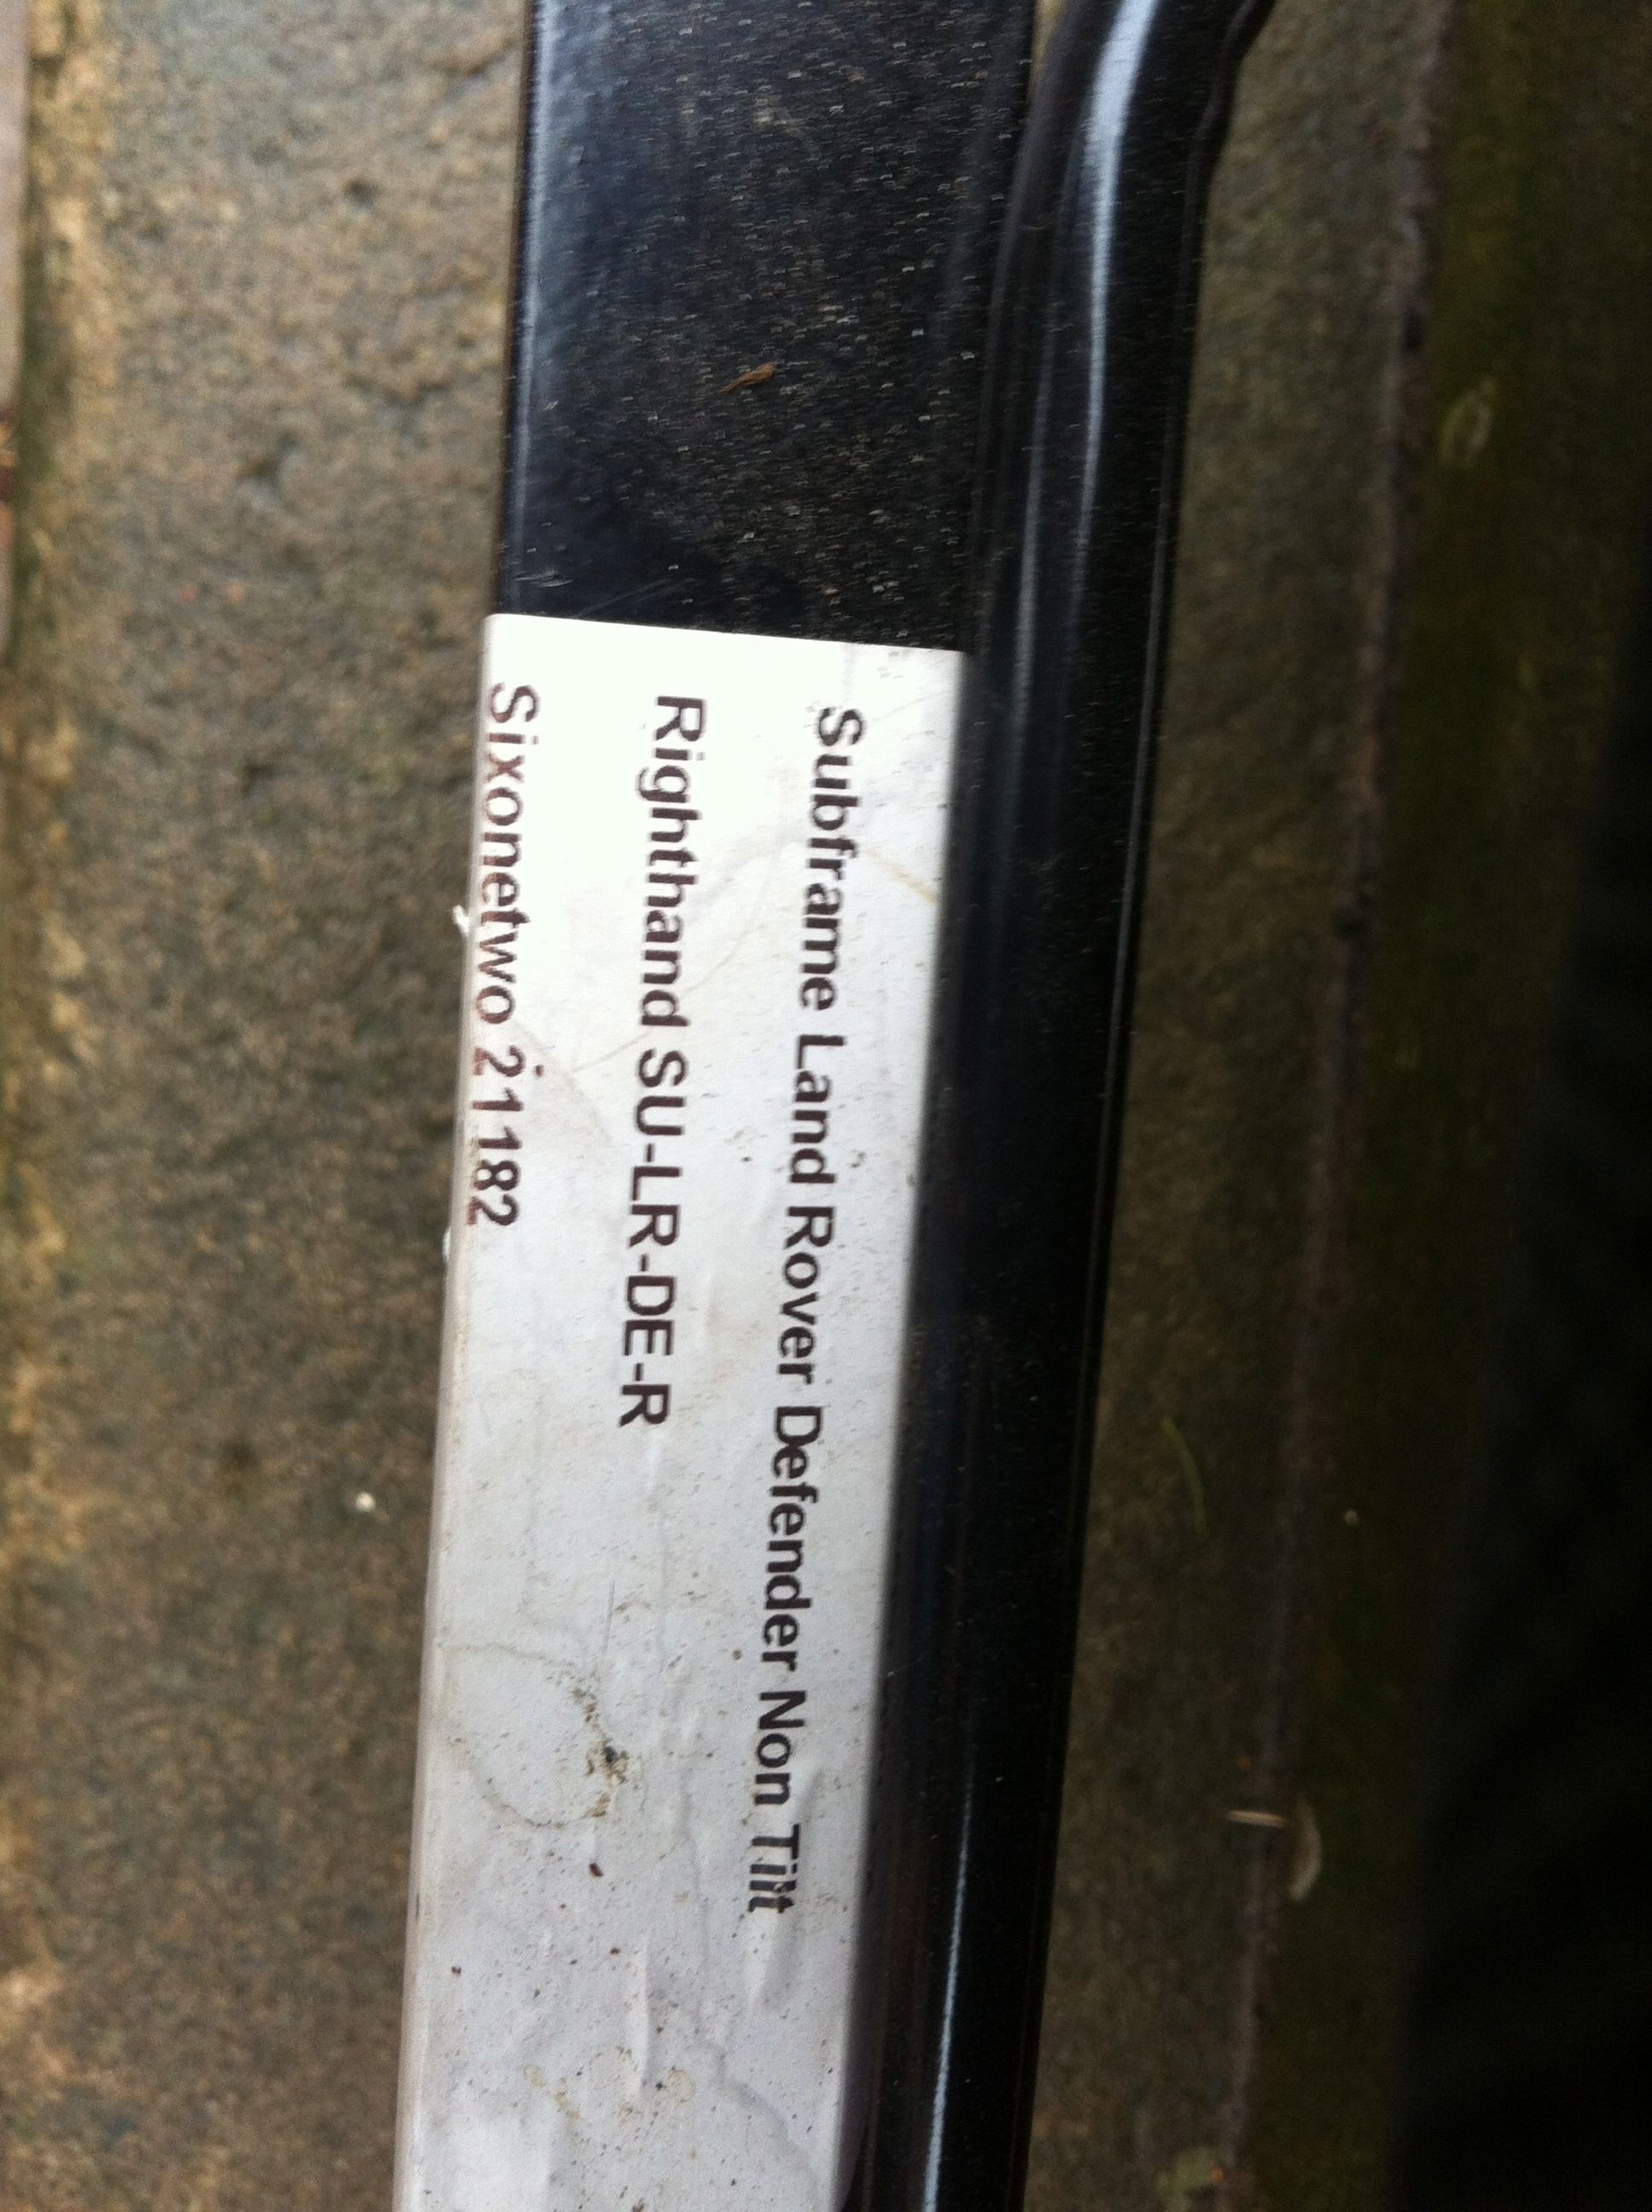 Subframe Land Rover Defender Non Tilt
Righthand SU-LR-DE-R
Sixonetwo 21182